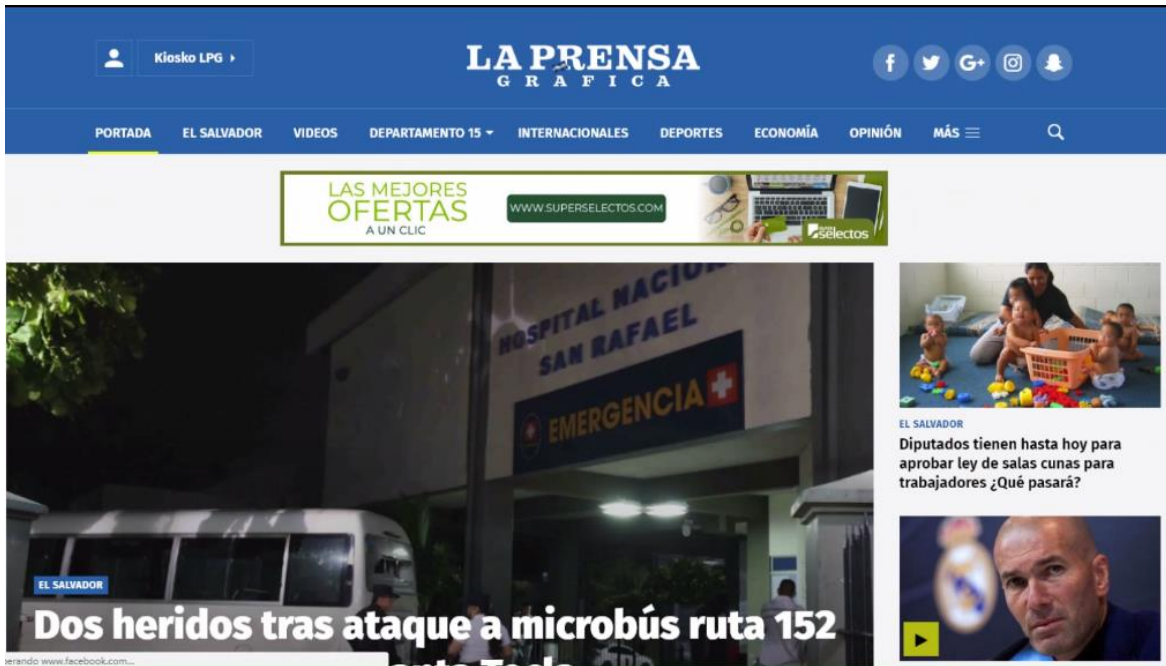 Kiosko LPG
LA PRENSA
GRÁFICA
PORTADA EL SALVADOR VIDEOS DEPARTAMENTO 15 INTERNACIONALES DEPORTES ECONOMÍA OPINIÓN MÁS
LAS MEJORES
OFERTAS
A UN CLIC
WWW.SUPERSELECTOS.COM
selectos
HOSPITAL NACIONAL
SAN RAFAEL
EMERGENCIA
EL SALVADOR
Dos heridos tras ataque a microbús ruta 152
Tecla
erando www.facebook.com...
EL SALVADOR
Diputados tienen hasta hoy para
aprobar ley de salas cunas para
trabajadores ¿Qué pasará?